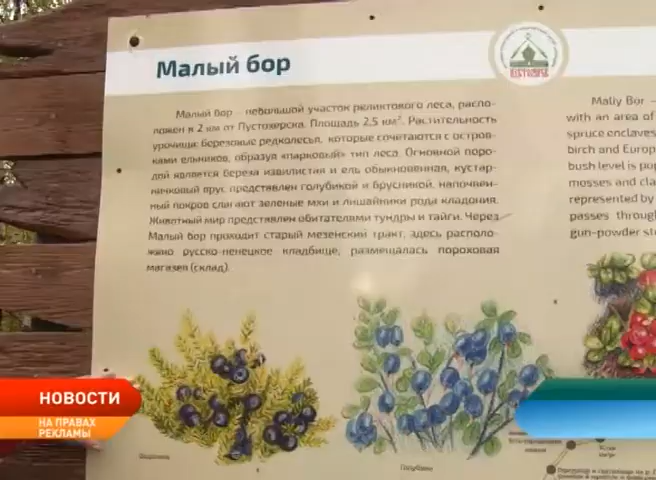 Малый бор
ПУСТОЗЕРСК
Малый бор – небольшой участок реликтового леса, распо-
ложен в 2 км от Пустозерска. Площадь 2,5 км². Растительность
урочища: березовые редколесья, которые сочетаются с остров-
ками ельников, образуя «парковый» тип леса. Основной поро-
дой является береза извилистая и ель обыкновенная, кустар-
ничковый ярус представлен голубикой и брусникой, напочвен-
ный покров слагают зеленые мхи и лишайники рода кладония.
Животный мир представлен обитателями тундры и тайги. Через
Малый бор проходит старый мезенский тракт, здесь располо-
жено русско-ненецкое кладбище, размещалась пороховая
магазея (склад).
Maliy Bor –
with an area of
spruce enclaves
birch and Europ
bush level is pop
mosses and cla
represented by
passes through
gun-powder st
Голубика
НОВОСТИ
НА ПРАВАХ
РЕКЛАМЫ